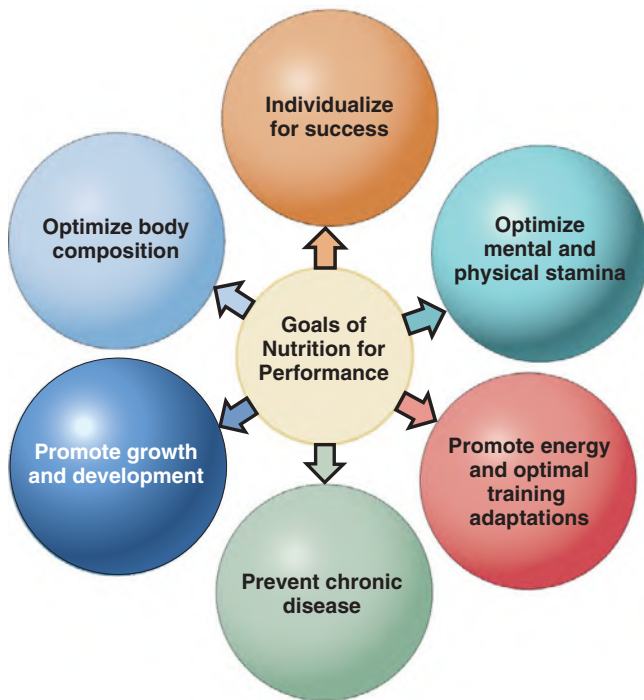 Individualize
for success
Optimize mental and
physical stamina
Promote energy
and optimal
training
adaptations
Prevent chronic
disease
Promote growth
and development
Optimize body
composition
Goals of
Nutrition for
Performance